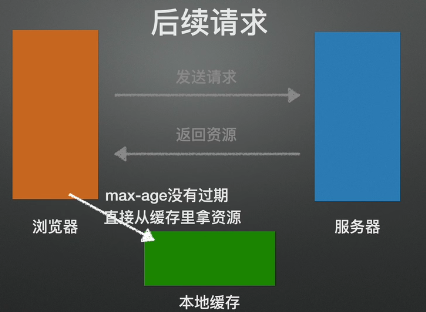 后续请求
发送请求
返回资源
max-age没有过期
直接从缓存里拿资源
浏览器
服务器
本地缓存